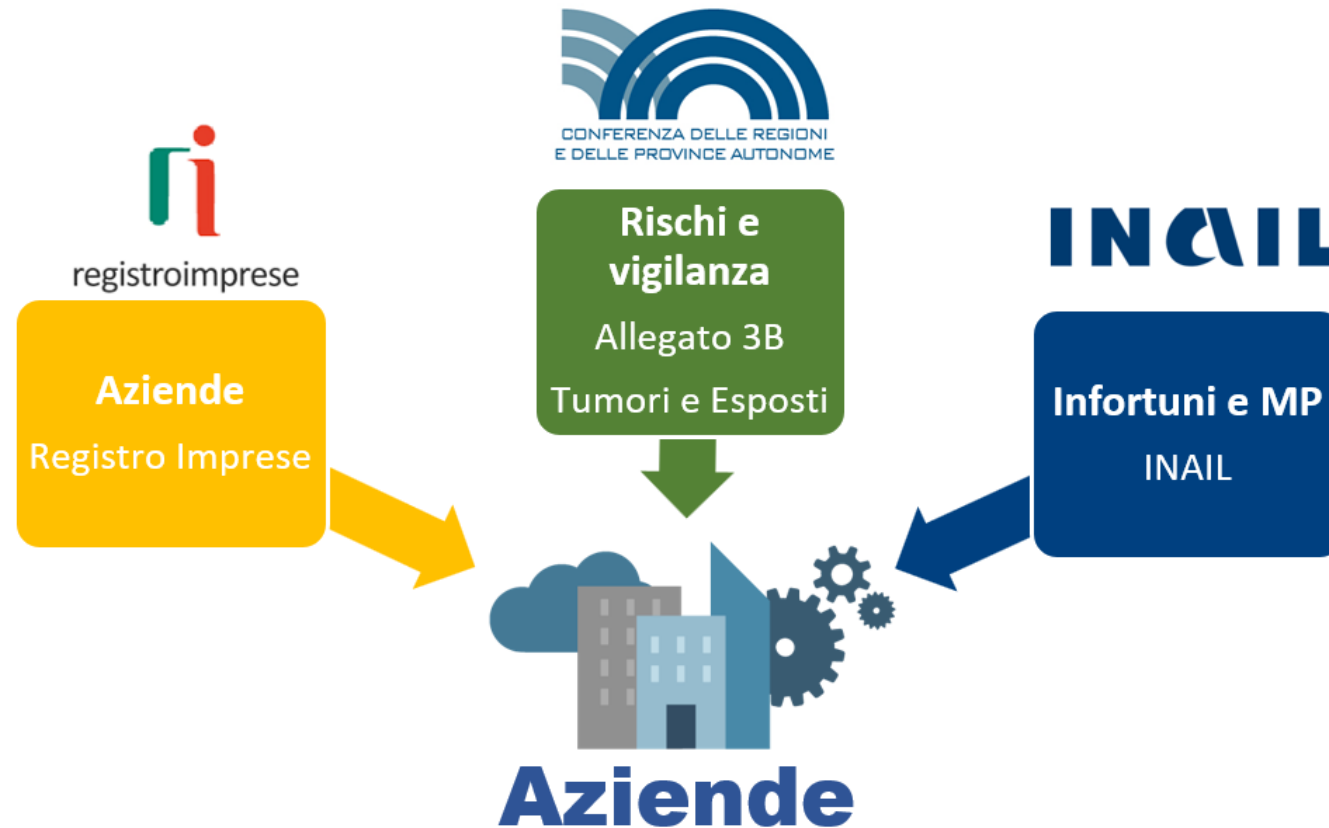 CONFERENZA DELLE REGIONI
E DELLE PROVINCE AUTONOME
registroimprese
Aziende
Registro Imprese
Rischi e
vigilanza
Allegato 3B
Tumori e Esposti
INAIL
Infortuni e MP
INAIL
Aziende